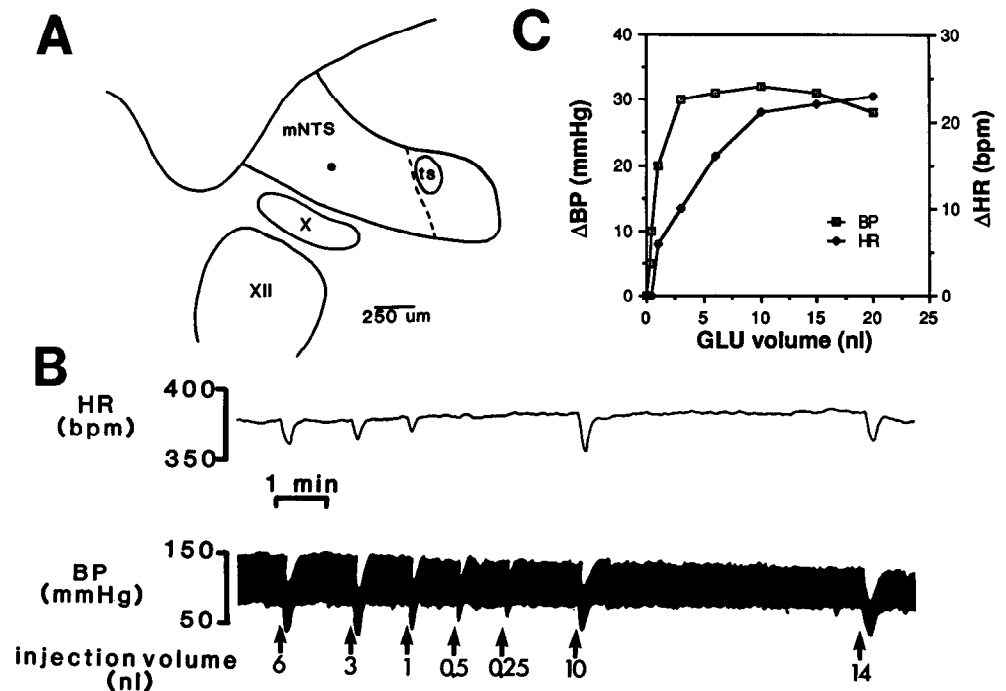 A
mNTS
ts
X
XII
250 um
C
40
30
20
10
0
ΔBP (mmHg)
30
20
10
0
ΔHR (bpm)
BP
HR
0 5 10 15 20 25
GLU volume (nl)
B
HR
(bpm)
400
350
1 min
BP
(mmHg)
150
50
injection volume
(nl)
6 3 1 0.5 0.25 10 14